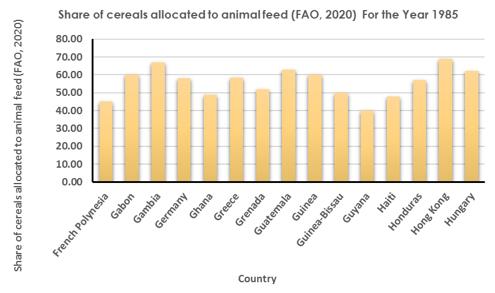 Share of cereals allocated to animal feed (FAO, 2020)  For the Year 1985
Share of cereals allocated to animal feed (FAO, 2020)
80.00
70.00
60.00
50.00
40.00
30.00
20.00
10.00
0.00
French Polynesia
Gabon
Gambia
Germany
Ghana
Greece
Grenada
Guatemala
Guinea
Guinea-Bissau
Guyana
Haiti
Honduras
Hong Kong
Hungary
Country